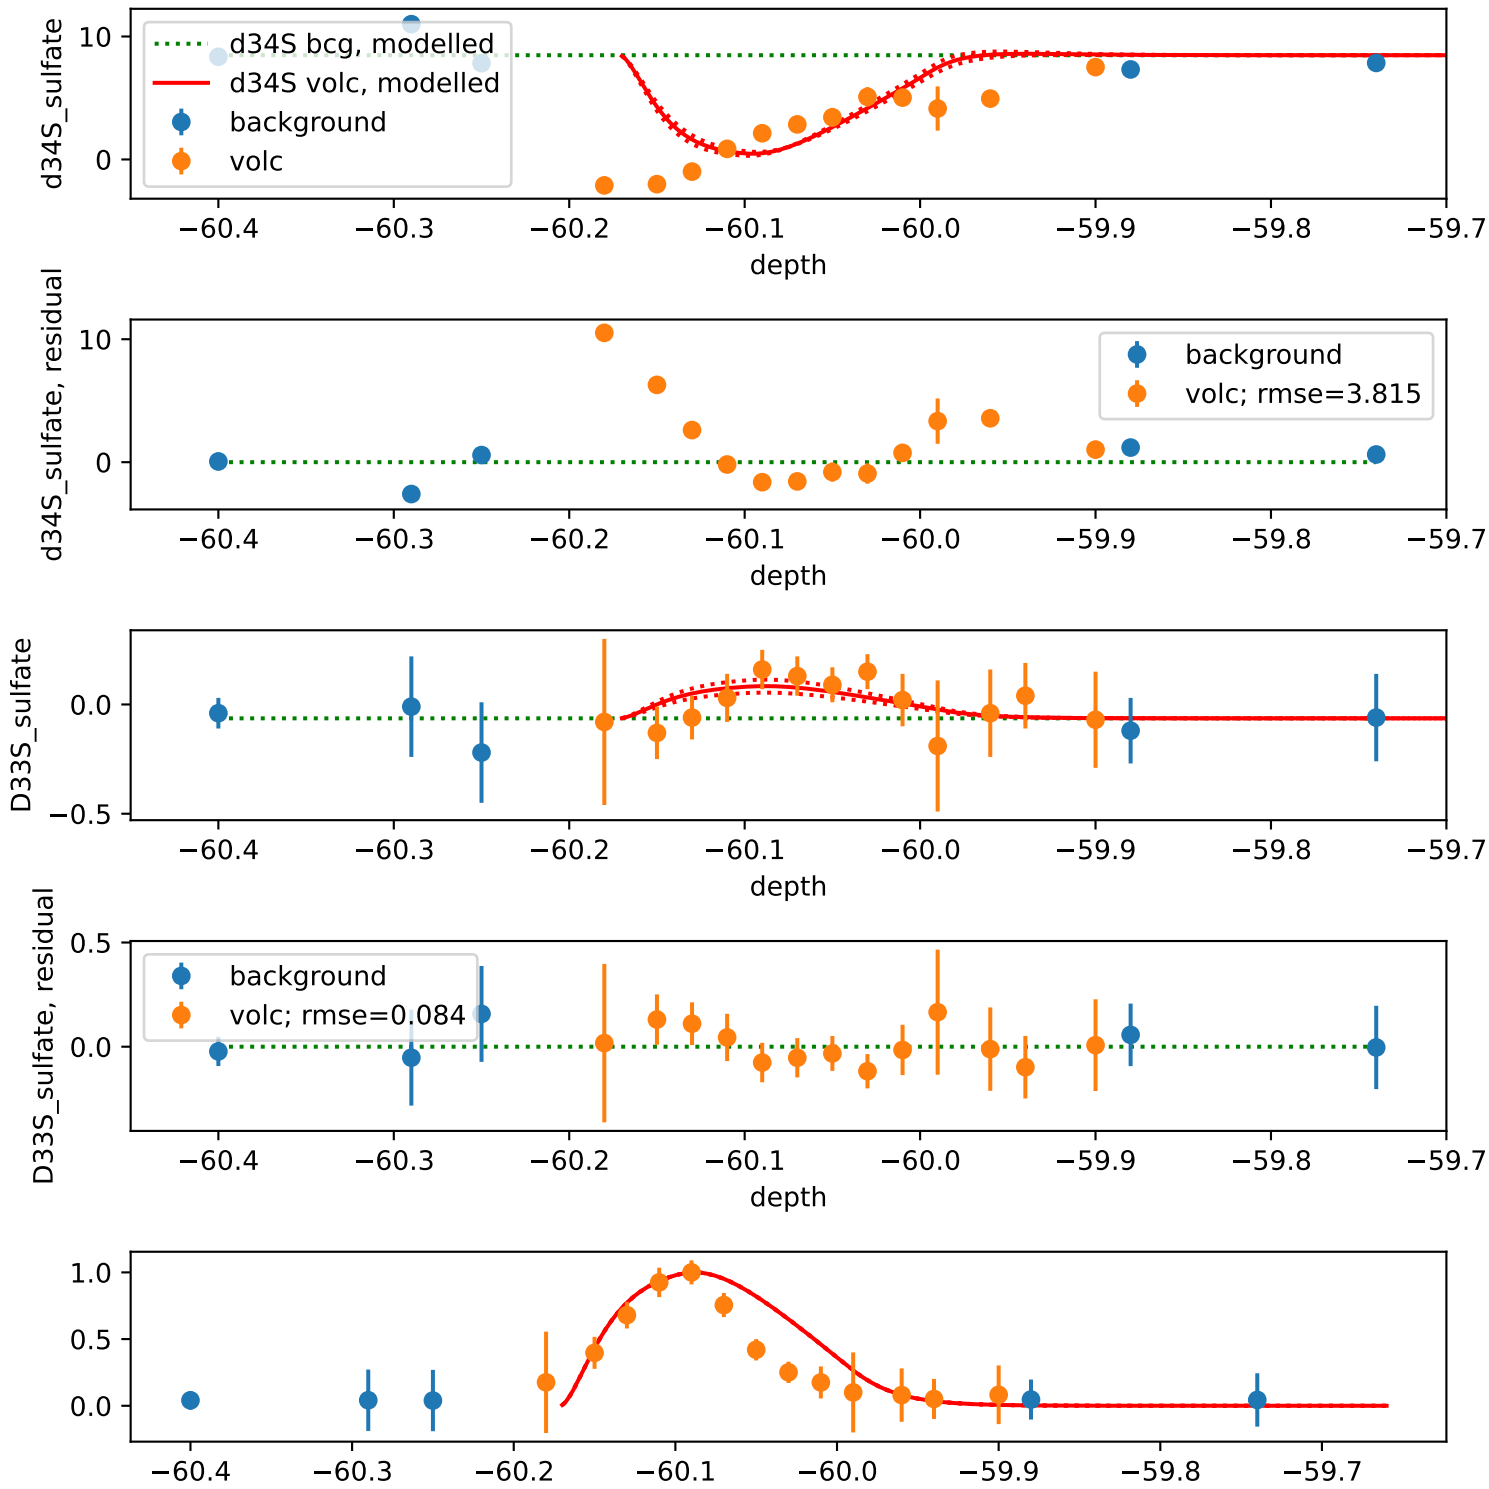 d34S_sulfate
10
0
d34S bcg, modelled
d34S volc, modelled
background
volc
−60.4 −60.3 −60.2 −60.1 −60.0 −59.9 −59.8 −59.7
depth
d34S_sulfate, residual
10
0
background
volc; rmse=3.815
−60.4 −60.3 −60.2 −60.1 −60.0 −59.9 −59.8 −59.7
depth
D33S_sulfate
0.0
−0.5
−60.4 −60.3 −60.2 −60.1 −60.0 −59.9 −59.8 −59.7
depth
D33S_sulfate, residual
0.5
0.0
background
volc; rmse=0.084
−60.4 −60.3 −60.2 −60.1 −60.0 −59.9 −59.8 −59.7
depth
1.0
0.5
0.0
−60.4 −60.3 −60.2 −60.1 −60.0 −59.9 −59.8 −59.7